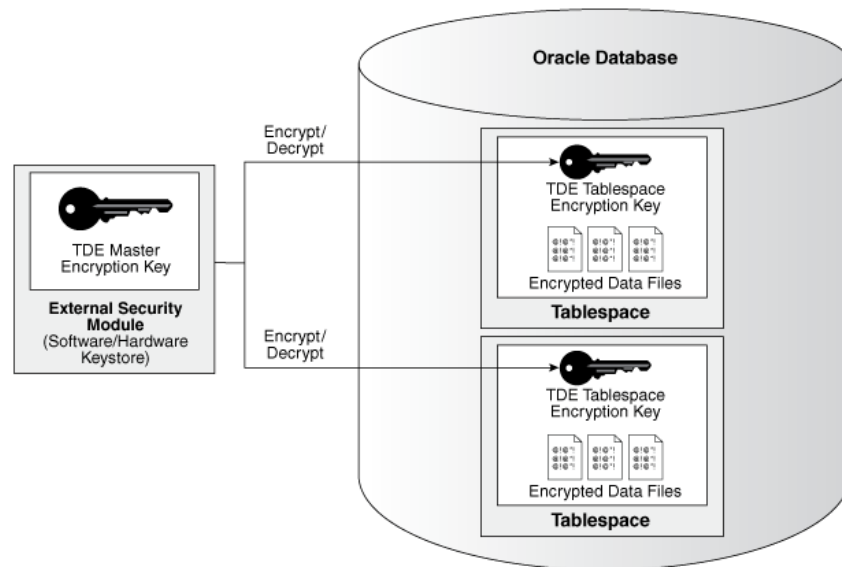 Oracle Database
Encrypt/
Decrypt
TDE Master
Encryption Key
External Security
Module
(Software/Hardware
Keystore)
TDE Tablespace
Encryption Key
Encrypted Data Files
Tablespace
Encrypt/
Decrypt
TDE Tablespace
Encryption Key
Encrypted Data Files
Tablespace